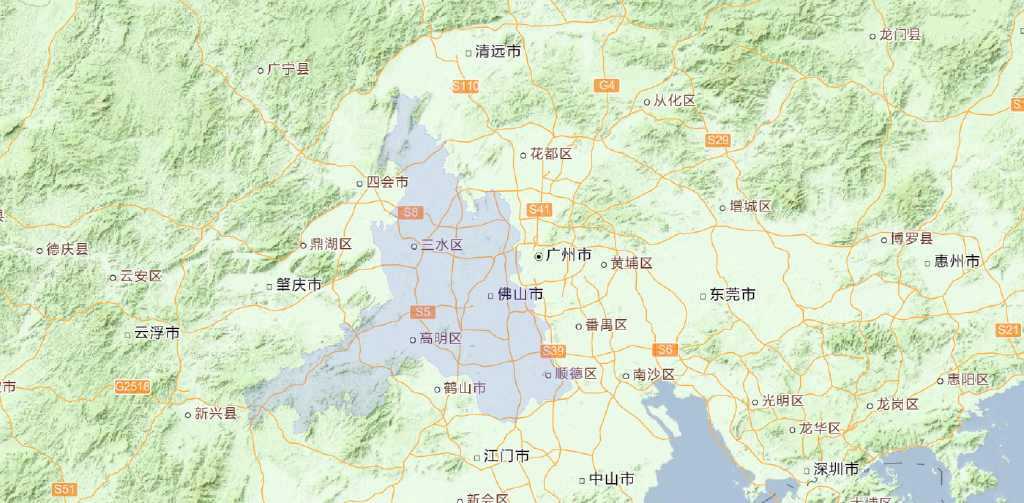 龙门县
清远市
广宁县
S110
G4
从化区
S29
花都区
四会市
增城区
S8
S41
鼎湖区
三水区
博罗县
德庆县
广州市
黄埔区
惠州市
云安区
肇庆市
佛山市
东莞市
S5
番禺区
云浮市
高明区
S21
S39
S6
顺德区
南沙区
惠阳区
G2518
鹤山市
光明区
龙岗区
新兴县
龙华区
江门市
深圳市
中山市
S51
新会区